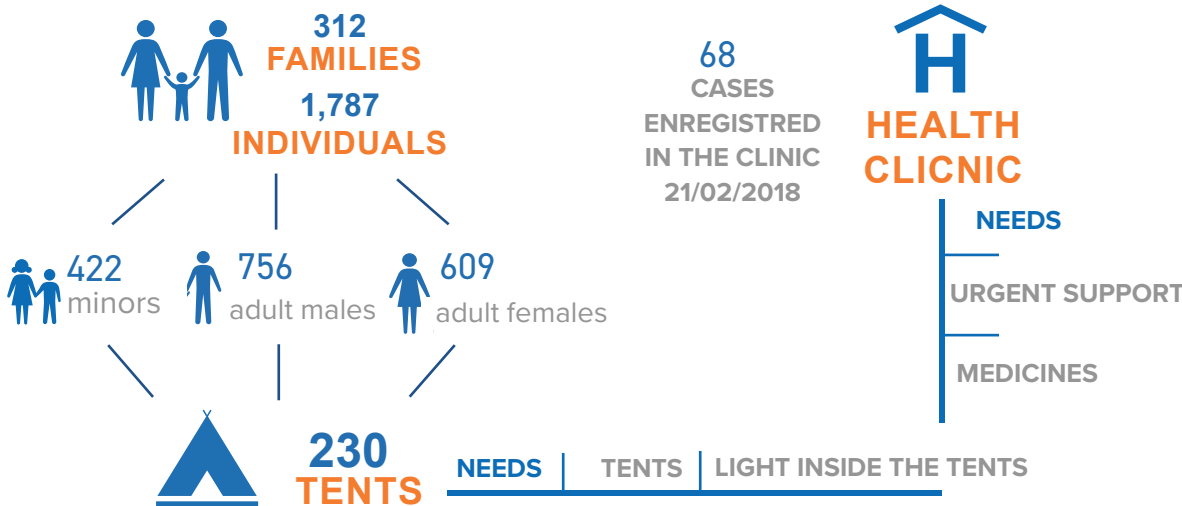 312
FAMILIES
1,787
INDIVIDUALS
422
minors
756
adult males
609
adult females
230
TENTS
NEEDS
TENTS
LIGHT INSIDE THE TENTS
68
CASES
ENREGISTRED
IN THE CLINIC
21/02/2018
H
HEALTH
CLICNIC
NEEDS
URGENT SUPPORT
MEDICINES